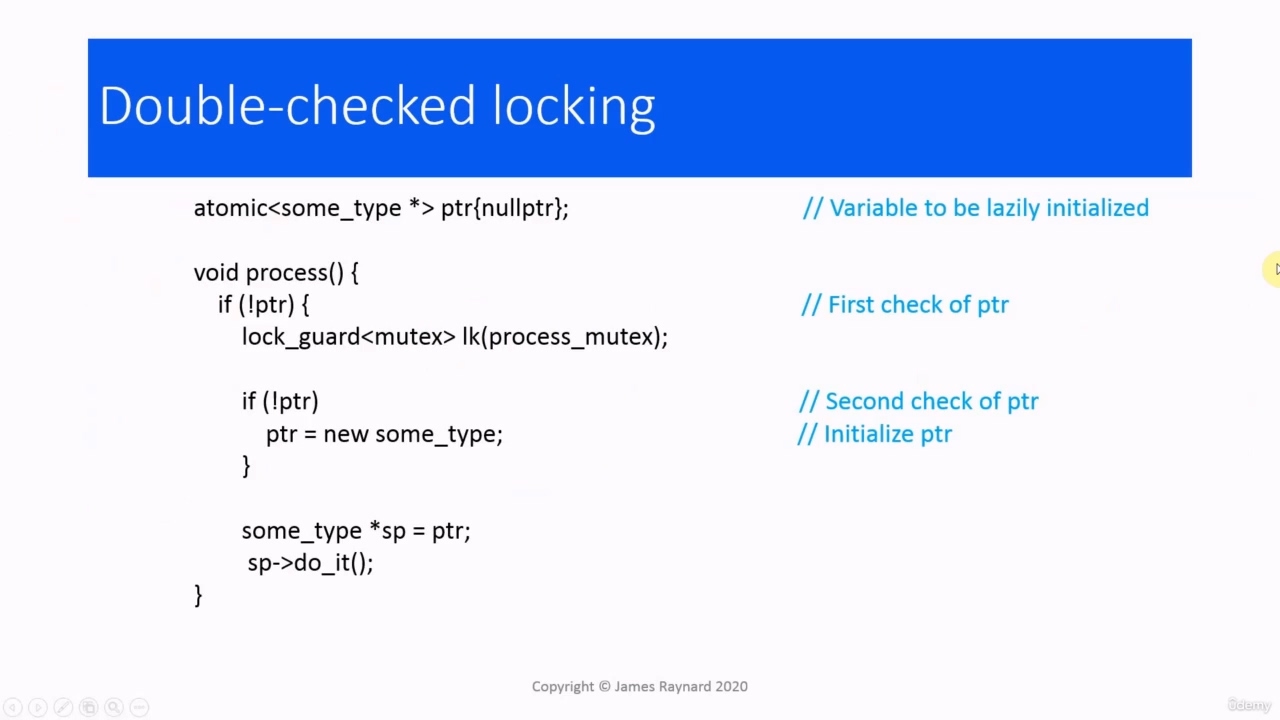 Double-checked locking
atomic<some_type *> ptr{nullptr}; // Variable to be lazily initialized
void process() {
if (!ptr) { // First check of ptr
lock_guard<mutex> lk(process_mutex);
if (!ptr) // Second check of ptr
ptr = new some_type; // Initialize ptr
}
some_type *sp = ptr;
sp->do_it();
}
Copyright © James Raynard 2020
ûdemy